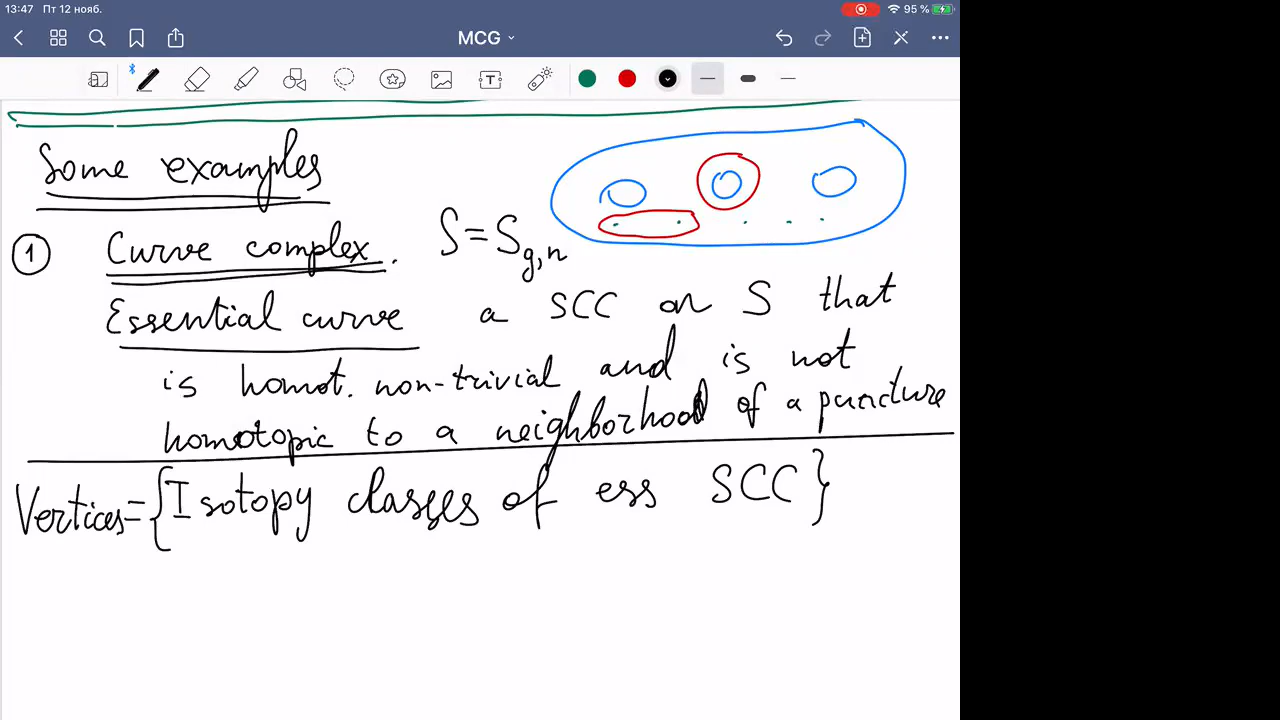 13:47 Пт 12 нояб.
95 %
MCG
T
Some examples
1 Curve complex. S = S_{g,n}
Essential curve a SCC on S that
is homot. non-trivial and is not
homotopic to a neighborhood of a puncture
Vertices = {Isotopy classes of ess SCC}